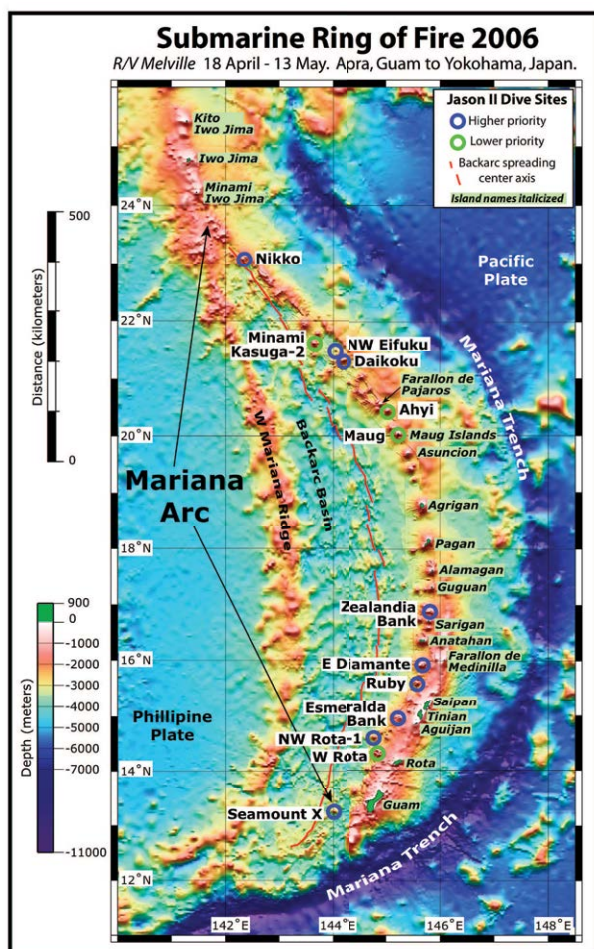 Submarine Ring of Fire 2006
R/V Melville 18 April - 13 May. Apra, Guam to Yokohama, Japan.
Jason II Dive Sites
Higher priority
Lower priority
Backarc spreading
center axis
Island names italicized
Kito
Iwo Jima
Iwo Jima
Minami
Iwo Jima
24°N
Nikko
Pacific
Plate
22°N
Minami
Kasuga-2
NW Eifuku
Daikoku
Mariana Trench
Farallon de
Pajaros
Ahyi
Maug
Maug Islands
20°N
Asuncion
W Mariana Ridge
Backarc Basin
Mariana
Arc
Agrigan
Pagan
18°N
Alamagan
Guguan
Zealandia
Bank
Sarigan
Anatahan
16°N
E Diamante
Farallon de
Medinilla
Ruby
Esmeralda
Bank
Saipan
Tinian
Aguijan
Phillipine
Plate
NW Rota-1
W Rota
Rota
14°N
Seamount X
Guam
Mariana Trench
12°N
142°E
144°E
146°E
148°E
Distance (kilometers)
500
0
Depth (meters)
900
0
-1000
-2000
-3000
-4000
-5000
-6000
-7000
-11000